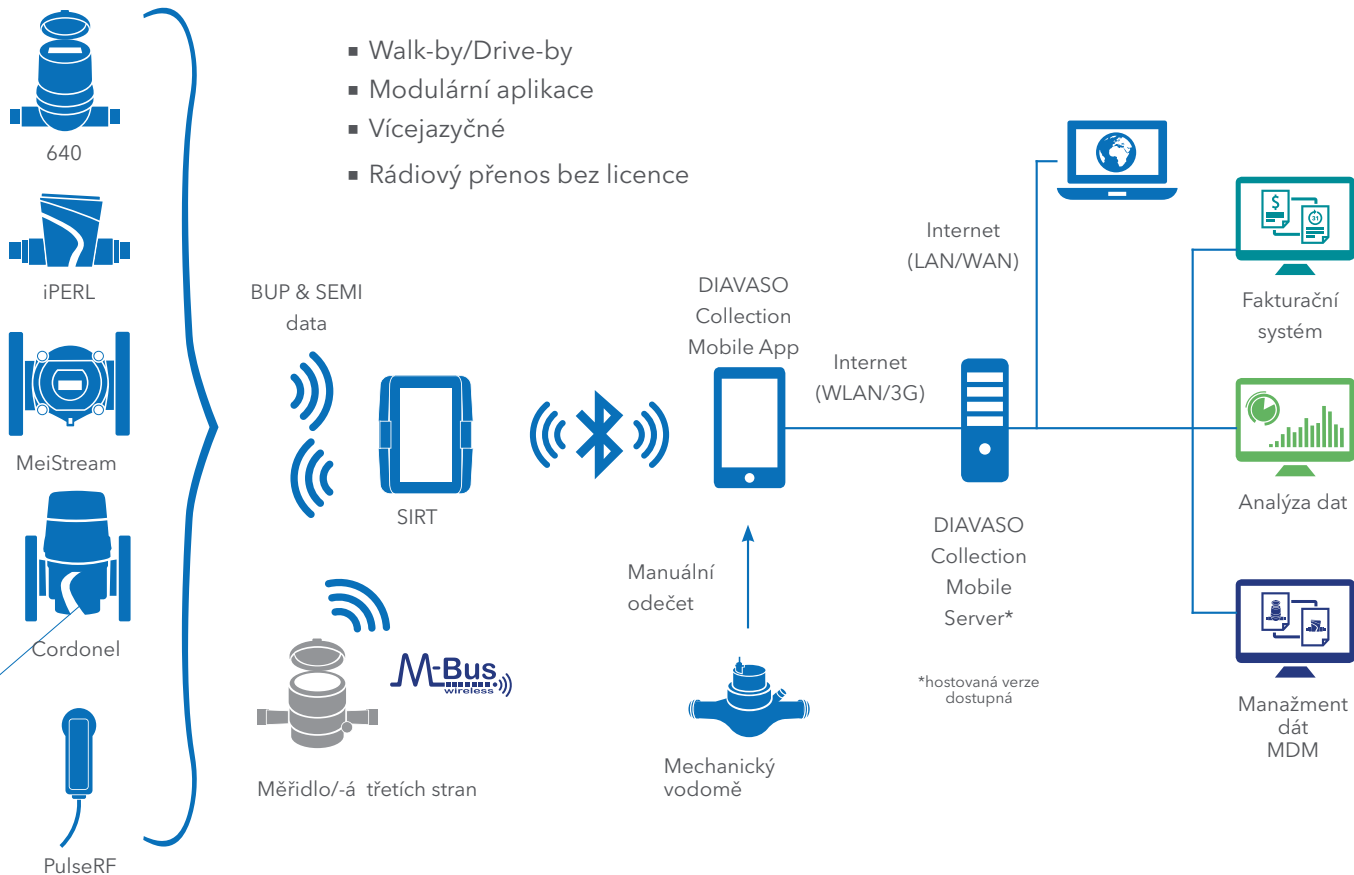 ■ Walk-by/Drive-by
■ Modulární aplikace
■ Vícejazyčné
■ Rádiový přenos bez licence
640
iPERL
MeiStream
Cordonel
PulseRF
BUP & SEMI
data
SIRT
M-Bus
wireless
Měřidlo/-á třetích stran
DIAVASO
Collection
Mobile App
Manuální
odečet
Mechanický
vodomě
Internet
(WLAN/3G)
Internet
(LAN/WAN)
DIAVASO
Collection
Mobile
Server*
*hostovaná verze
dostupná
$
31
Fakturační
systém
Analýza dat
Manažment
dát
MDM